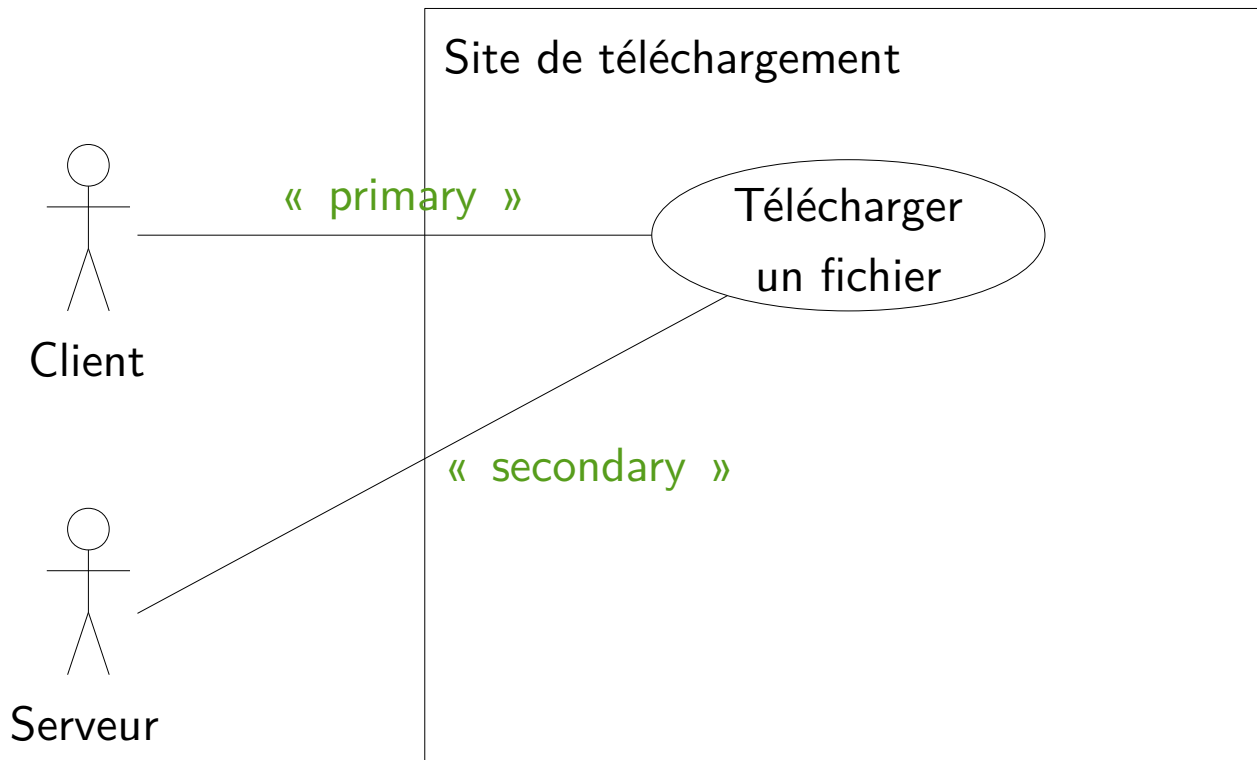 Site de téléchargement
« primary »
Télécharger
un fichier
Client
« secondary »
Serveur